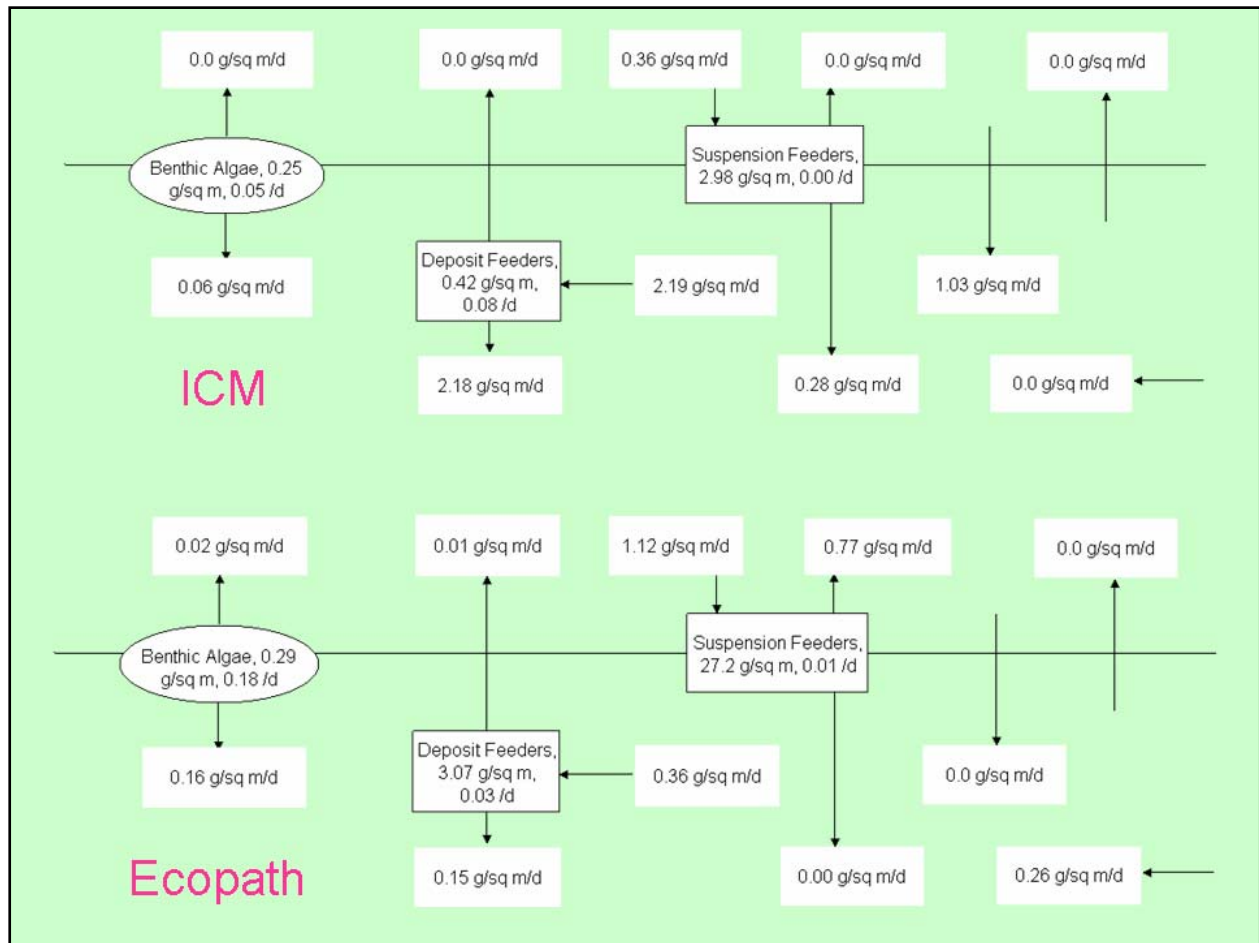 0.0 g/sq m/d
0.0 g/sq m/d
0.36 g/sq m/d
0.0 g/sq m/d
0.0 g/sq m/d
Benthic Algae, 0.25
g/sq m, 0.05 /d
Suspension Feeders,
2.98 g/sq m, 0.00 /d
0.06 g/sq m/d
Deposit Feeders,
0.42 g/sq m,
0.08 /d
2.19 g/sq m/d
1.03 g/sq m/d
ICM
2.18 g/sq m/d
0.28 g/sq m/d
0.0 g/sq m/d
0.02 g/sq m/d
0.01 g/sq m/d
1.12 g/sq m/d
0.77 g/sq m/d
0.0 g/sq m/d
Benthic Algae, 0.29
g/sq m, 0.18 /d
Suspension Feeders,
27.2 g/sq m, 0.01 /d
0.16 g/sq m/d
Deposit Feeders,
3.07 g/sq m,
0.03 /d
0.36 g/sq m/d
0.0 g/sq m/d
Ecopath
0.15 g/sq m/d
0.00 g/sq m/d
0.26 g/sq m/d